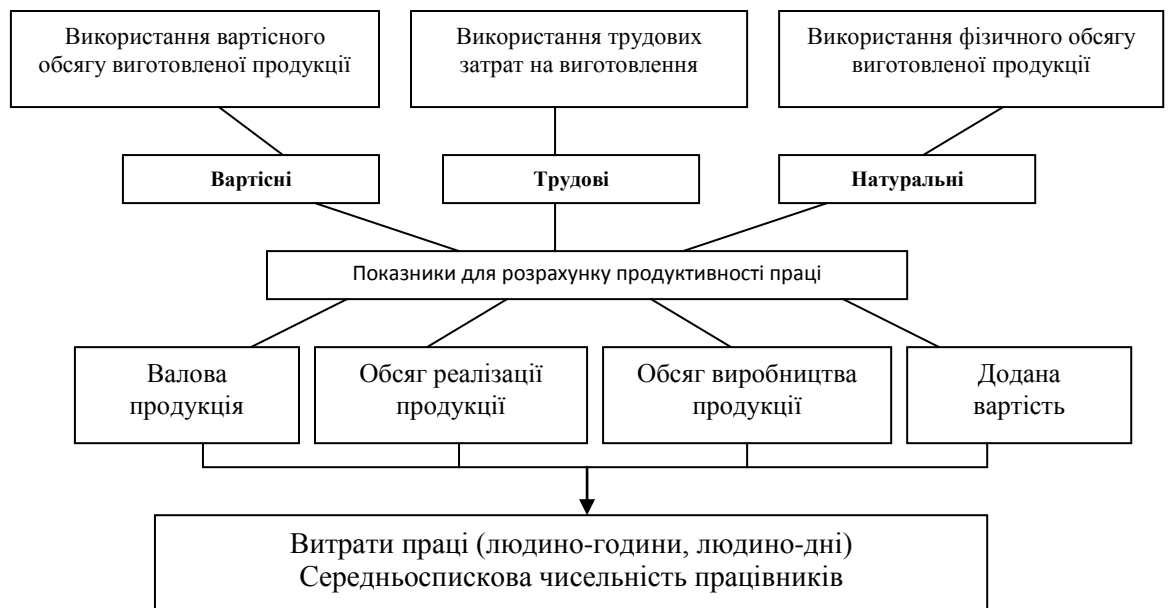 Використання вартісного
обсягу виготовленої продукції
Використання трудових
затрат на виготовлення
Використання фізичного обсягу
виготовленої продукції
Вартісні
Трудові
Натуральні
Показники для розрахунку продуктивності праці
Валова
продукція
Обсяг реалізації
продукції
Обсяг виробництва
продукції
Додана
вартість
Витрати праці (людино-години, людино-дні)
Середньоспискова чисельність працівників